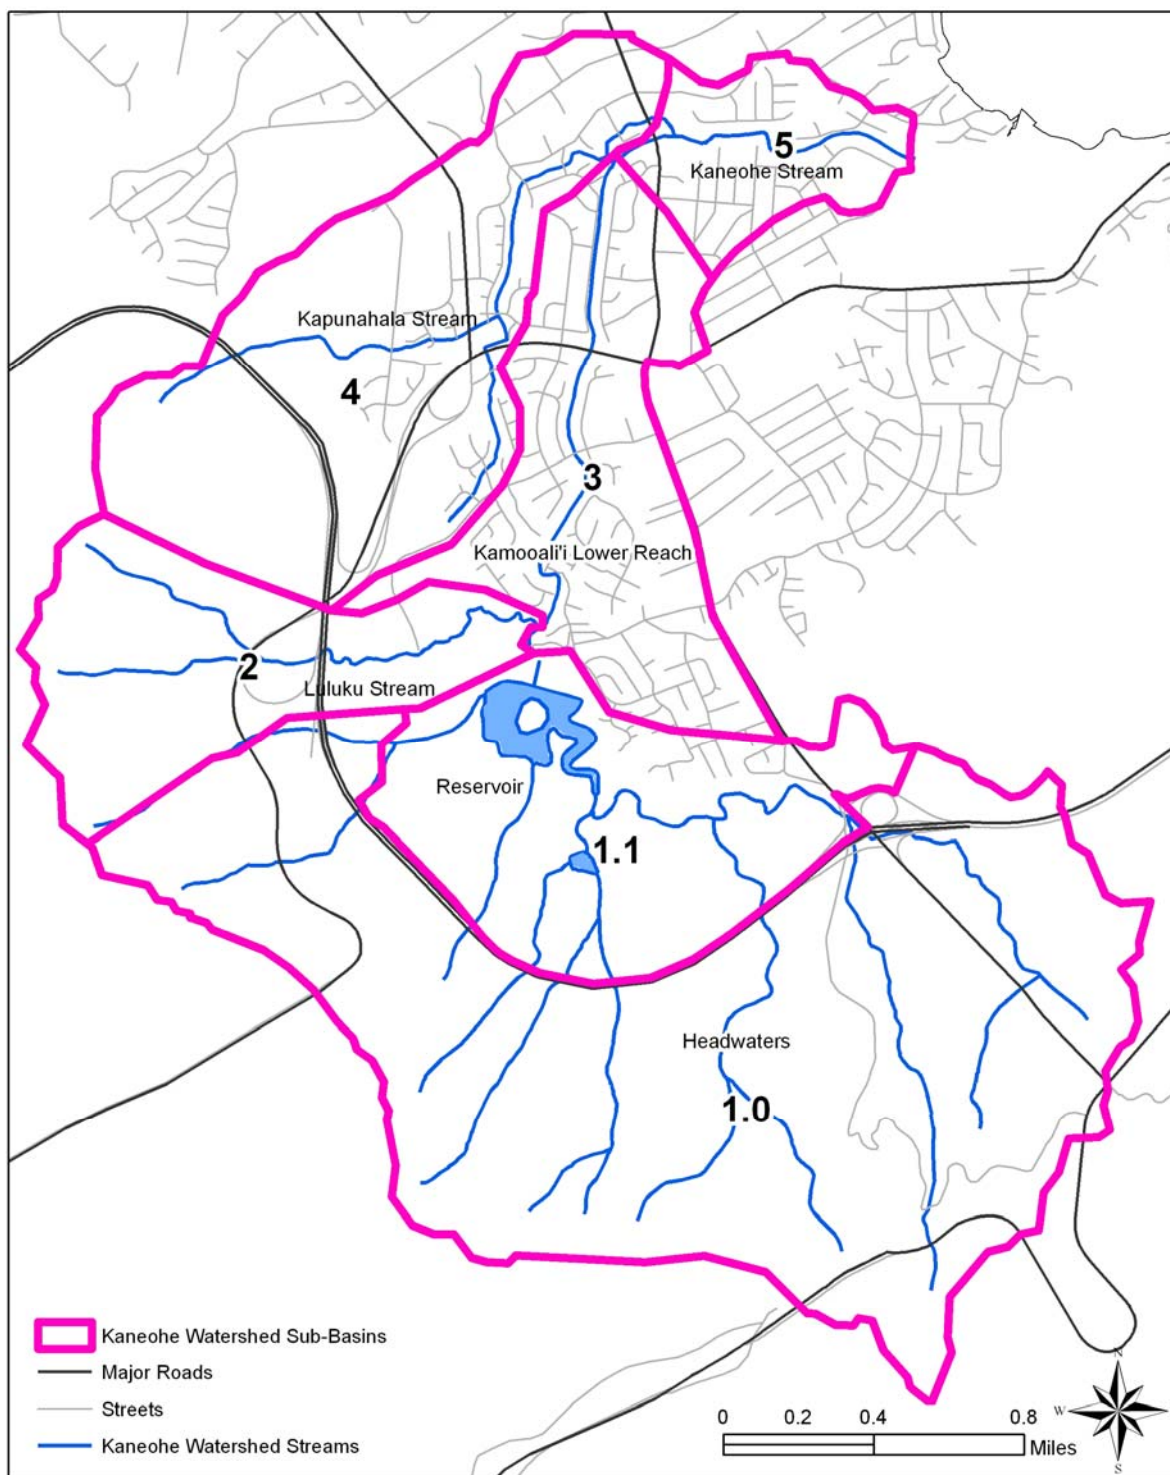 5
Kaneohe Stream
Kapunahala Stream
4
3
Kamooali'i Lower Reach
2
Luluku Stream
Reservoir
1.1
Headwaters
1.0
Kaneohe Watershed Sub-Basins
Major Roads
Streets
Kaneohe Watershed Streams
0 0.2 0.4 0.8
Miles
N
W
S